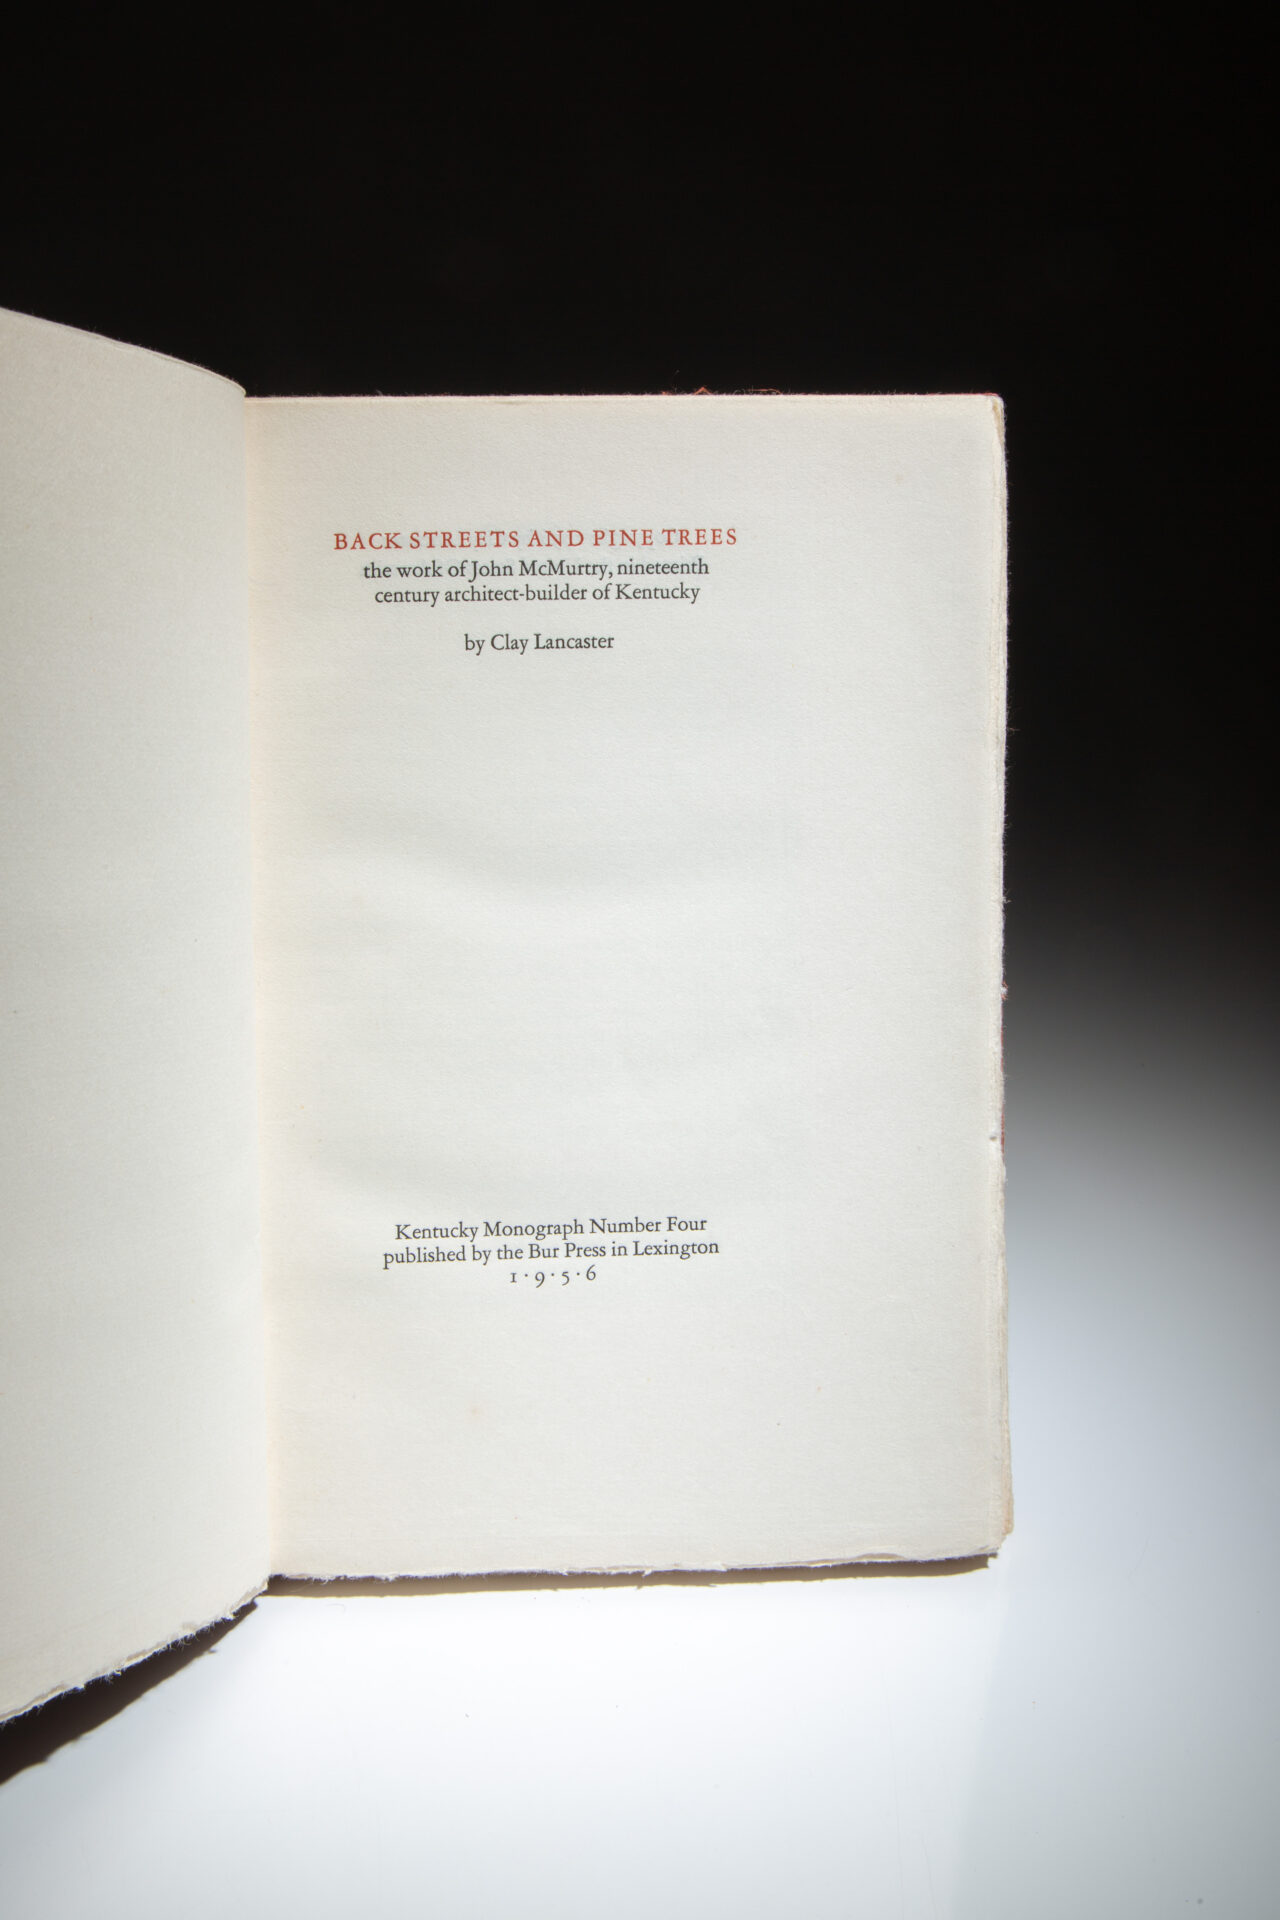 BACK STREETS AND PINE TREES
the work of John McMurtry, nineteenth
century architect-builder of Kentucky
by Clay Lancaster
Kentucky Monograph Number Four
published by the Bur Press in Lexington
1·9·5·6